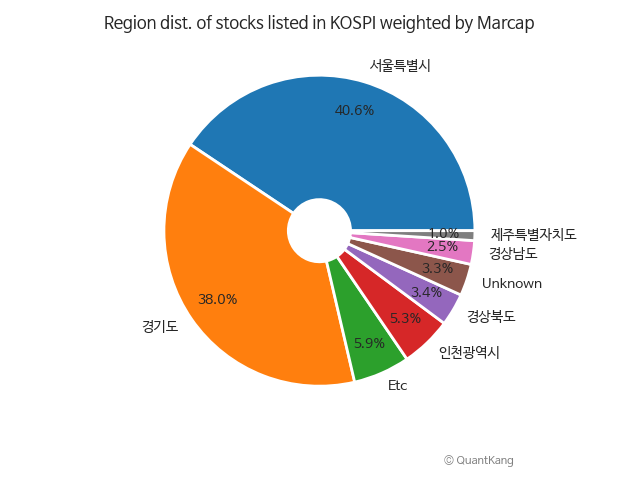 Region dist. of stocks listed in KOSPI weighted by Marcap
서울특별시
40.6%
경기도
38.0%
Etc
5.9%
인천광역시
5.3%
경상북도
3.4%
Unknown
3.3%
경상남도
2.5%
제주특별자치도
1.0%
© QuantKang